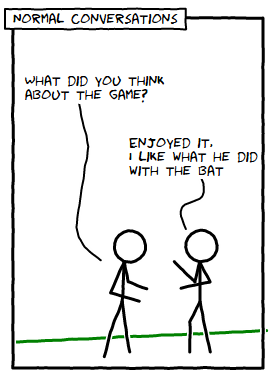 NORMAL CONVERSATIONS
WHAT DID YOU THINK
ABOUT THE GAME?
ENJOYED IT.
I LIKE WHAT HE DID
WITH THE BAT